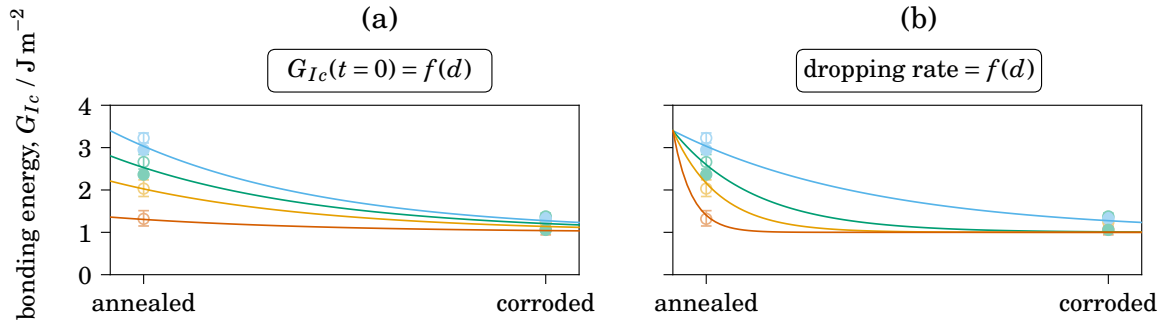 (a)
(b)
G_{Ic}(t = 0) = f(d)
dropping rate = f(d)
bonding energy, G_{Ic} / J m^{−2}
4
3
2
1
0
annealed
corroded
annealed
corroded